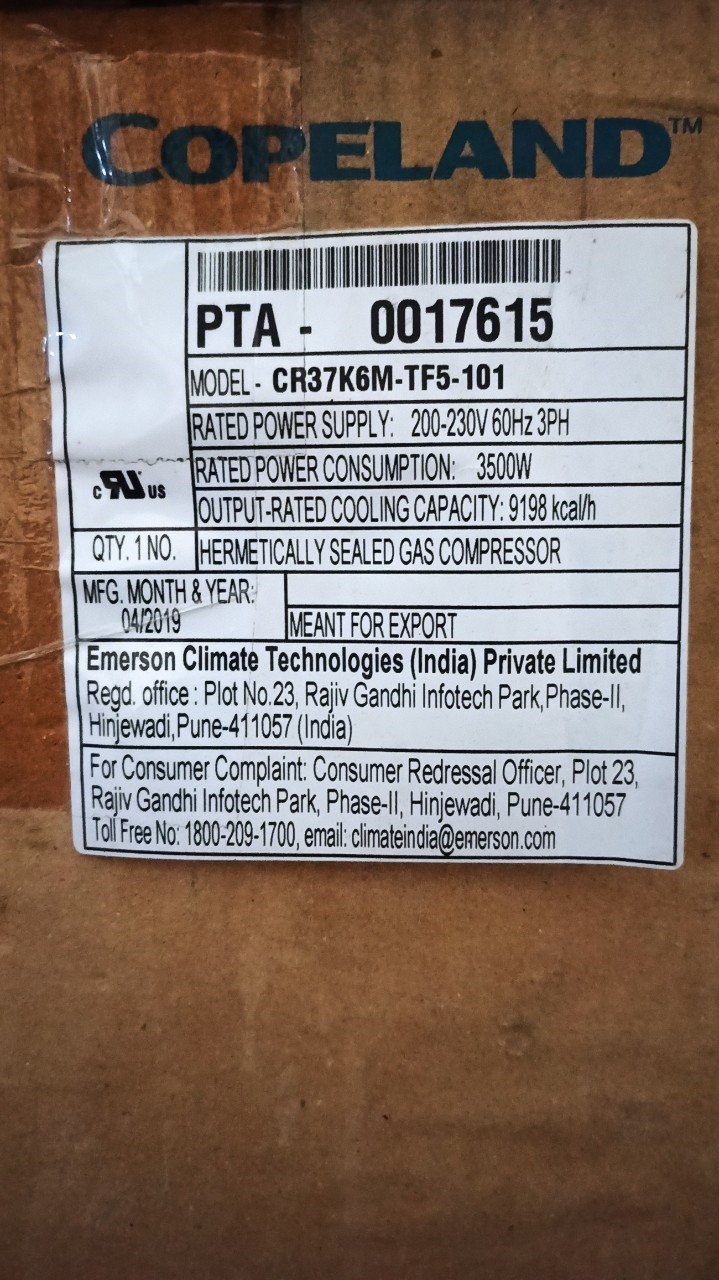 COPELAND™
PTA - 0017615
MODEL - CR37K6M-TF5-101
RATED POWER SUPPLY: 200-230V 60Hz 3PH
RATED POWER CONSUMPTION: 3500W
c RU US
OUTPUT-RATED COOLING CAPACITY: 9198 kcal/h
QTY. 1 NO. HERMETICALLY SEALED GAS COMPRESSOR
MFG. MONTH & YEAR:
04/2019
MEANT FOR EXPORT
Emerson Climate Technologies (India) Private Limited
Regd. office : Plot No.23, Rajiv Gandhi Infotech Park,Phase-II,
Hinjewadi,Pune-411057 (India)
For Consumer Complaint: Consumer Redressal Officer, Plot 23,
Rajiv Gandhi Infotech Park, Phase-II, Hinjewadi, Pune-411057
Toll Free No: 1800-209-1700, email: climateindia@emerson.com